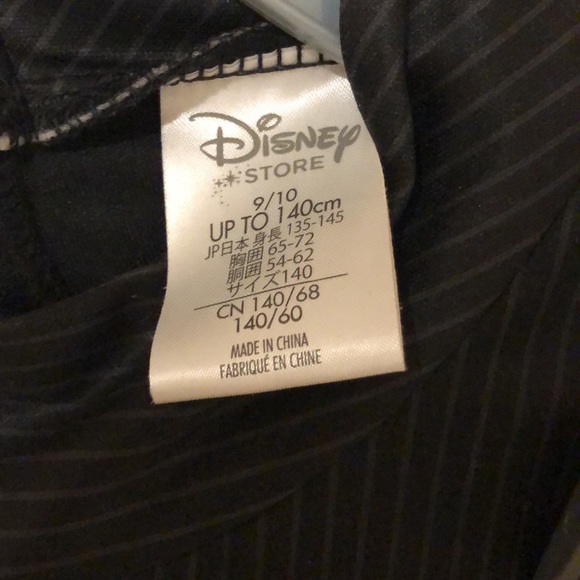 Disney
STORE
9/10
UP TO 140cm
JP日本 身長 135-145
胸囲 65-72
胴囲 54-62
サイズ140
CN 140/68
140/60
MADE IN CHINA
FABRIQUÉ EN CHINE